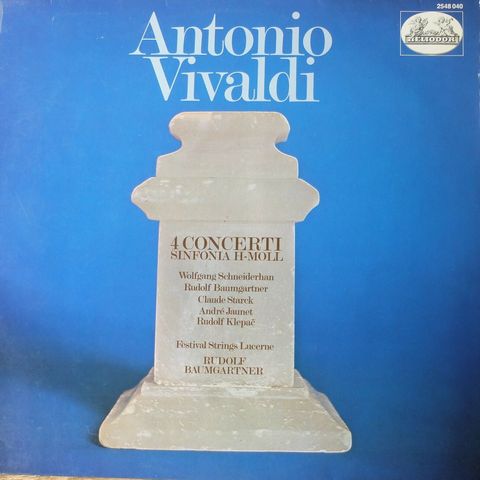 2548 040
HELIODOR
Antonio
Vivaldi
4 CONCERTI
SINFONIA H-MOLL
Wolfgang Schneiderhan
Rudolf Baumgartner
Claude Starck
André Jaunet
Rudolf Klepač
Festival Strings Lucerne
RUDOLF
BAUMGARTNER